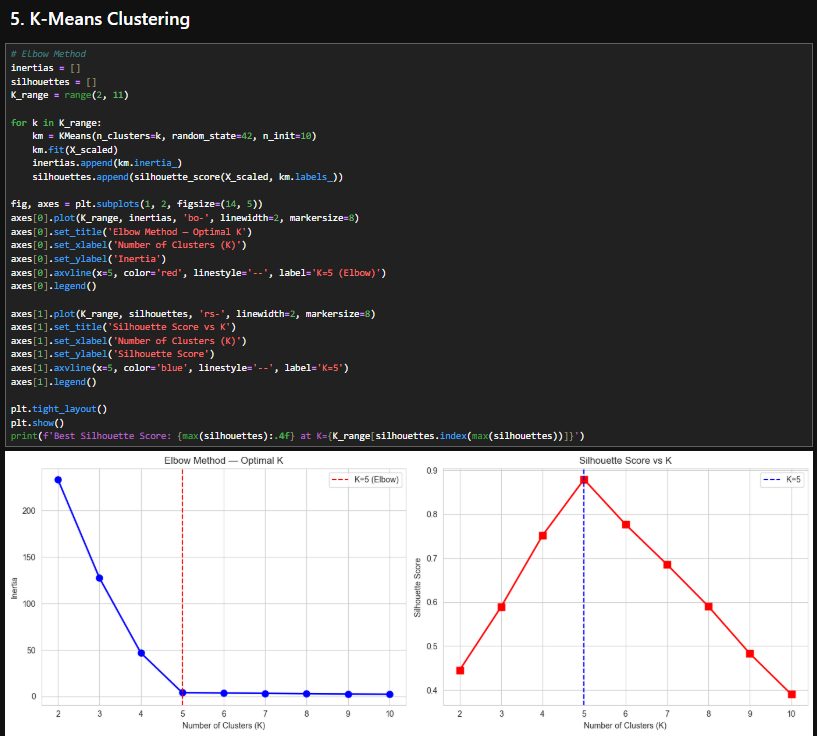 5. K-Means Clustering
# Elbow Method
inertias = []
silhouettes = []
K_range = range(2, 11)
for k in K_range:
    km = KMeans(n_clusters=k, random_state=42, n_init=10)
    km.fit(X_scaled)
    inertias.append(km.inertia_)
    silhouettes.append(silhouette_score(X_scaled, km.labels_))
fig, axes = plt.subplots(1, 2, figsize=(14, 5))
axes[0].plot(K_range, inertias, 'bo-', linewidth=2, markersize=8)
axes[0].set_title('Elbow Method — Optimal K')
axes[0].set_xlabel('Number of Clusters (K)')
axes[0].set_ylabel('Inertia')
axes[0].axvline(x=5, color='red', linestyle='--', label='K=5 (Elbow)')
axes[0].legend()
axes[1].plot(K_range, silhouettes, 'rs-', linewidth=2, markersize=8)
axes[1].set_title('Silhouette Score vs K')
axes[1].set_xlabel('Number of Clusters (K)')
axes[1].set_ylabel('Silhouette Score')
axes[1].axvline(x=5, color='blue', linestyle='--', label='K=5')
axes[1].legend()
plt.tight_layout()
plt.show()
print(f'Best Silhouette Score: {max(silhouettes):.4f} at K={K_range[silhouettes.index(max(silhouettes))]}')
Elbow Method — Optimal K
K=5 (Elbow)
200
150
100
50
0
Inertia
2 3 4 5 6 7 8 9 10
Number of Clusters (K)
Silhouette Score vs K
K=5
0.9
0.8
0.7
0.6
0.5
0.4
Silhouette Score
2 3 4 5 6 7 8 9 10
Number of Clusters (K)